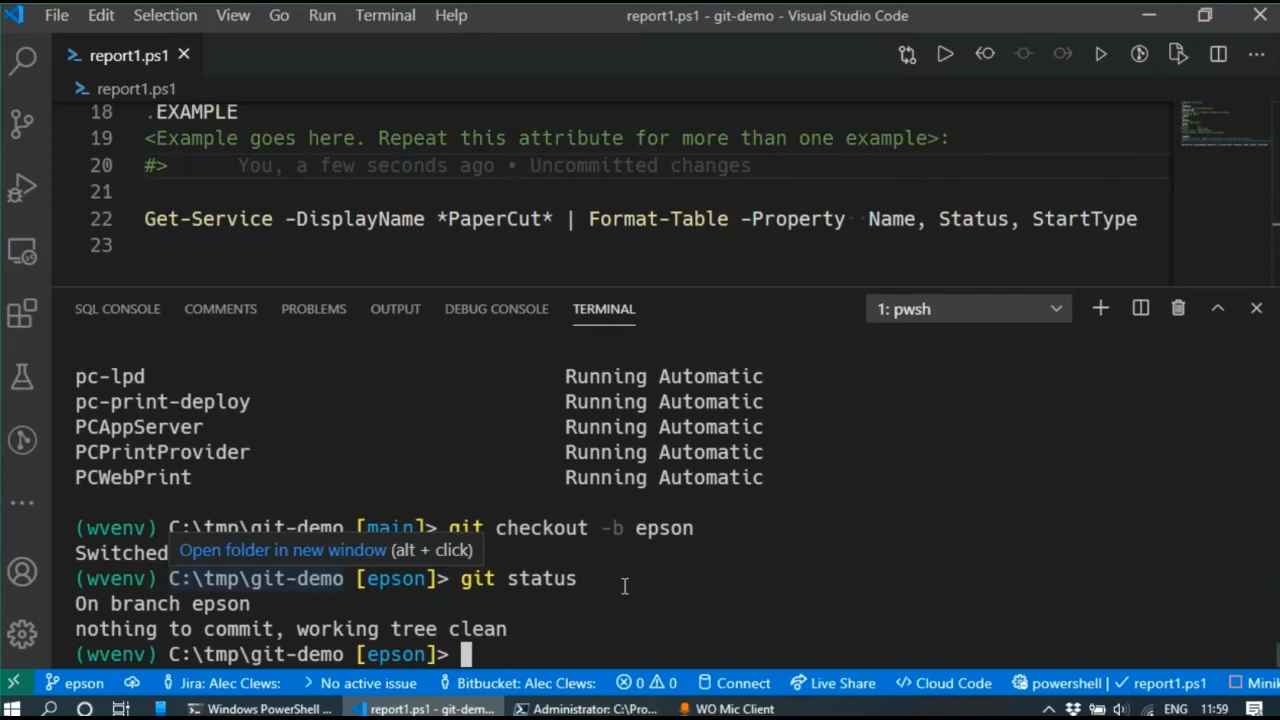 File Edit Selection View Go Run Terminal Help report1.ps1 - git-demo - Visual Studio Code
report1.ps1
report1.ps1
18 .EXAMPLE
19 <Example goes here. Repeat this attribute for more than one example>:
20 #> You, a few seconds ago • Uncommitted changes
21
22 Get-Service -DisplayName *PaperCut* | Format-Table -Property Name, Status, StartType
23
SQL CONSOLE COMMENTS PROBLEMS OUTPUT DEBUG CONSOLE TERMINAL 1: pwsh
pc-lpd Running Automatic
pc-print-deploy Running Automatic
PCAppServer Running Automatic
PCPrintProvider Running Automatic
PCWebPrint Running Automatic
(wvenv) C:\tmp\git-demo [main]> git checkout -b epson
Switched
Open folder in new window (alt + click)
(wvenv) C:\tmp\git-demo [epson]> git status
On branch epson
nothing to commit, working tree clean
(wvenv) C:\tmp\git-demo [epson]>
epson Jira: Alec Clews: No active issue Bitbucket: Alec Clews: 0 0 Connect Live Share Cloud Code powershell | report1.ps1 Minik
Windows PowerShell ... report1.ps1 - git-dem... Administrator: C:\Pro... WO Mic Client ENG 11:59